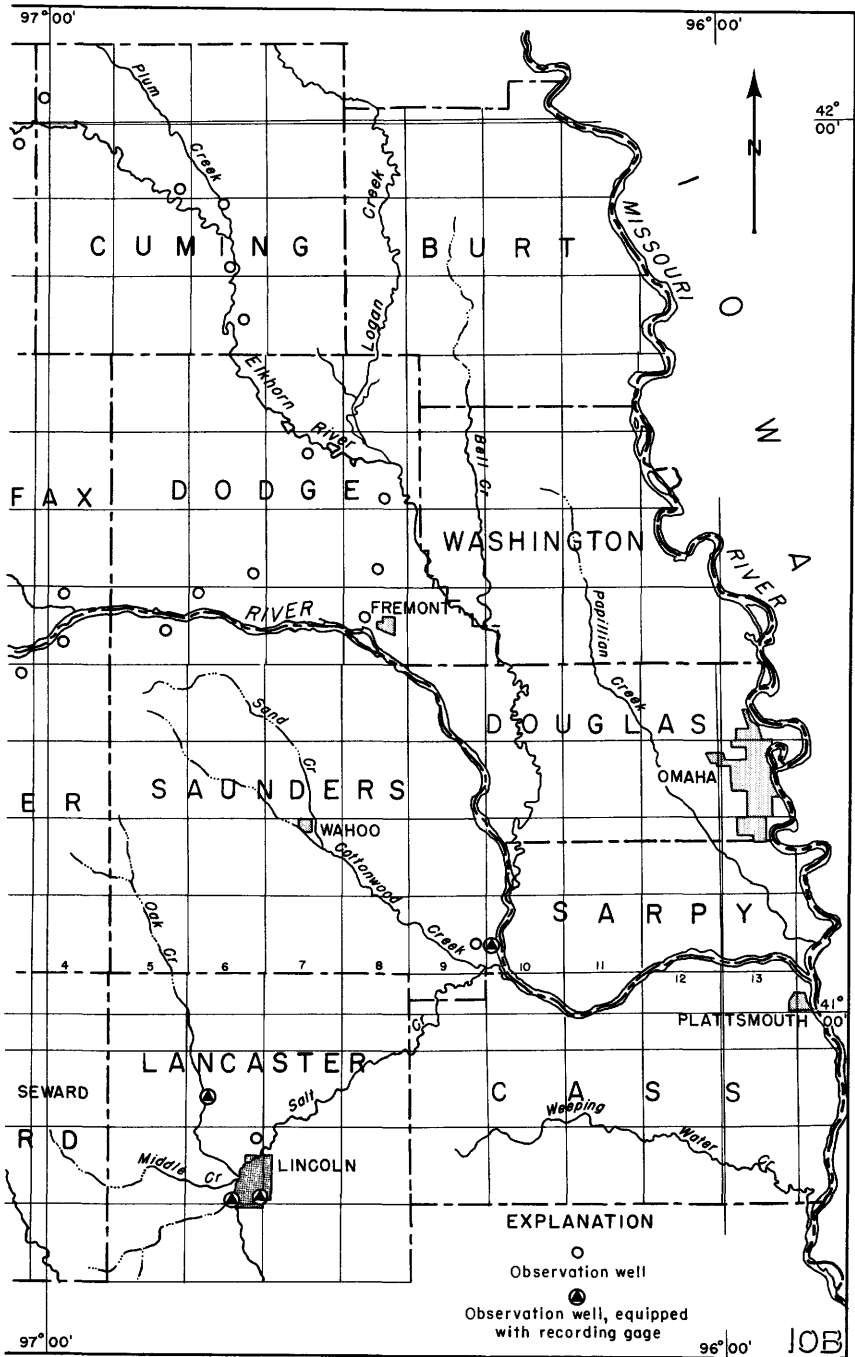 97°00'
96°00'
42°
00'
N
Plum
Creek
Creek
Logan
MISSOURI
RIVER
I O W A
CUMING
BURT
Elkhorn
River
Bell Cr
FAX
DODGE
WASHINGTON
Papillian
Creek
RIVER
FREMONT
Sand
Cr
DOUGLAS
OMAHA
SAUNDERS
ER
WAHOO
Cottonwood
Creek
Oak
Cr
SARPY
4 5 6 7 8 9 10 11 12 13
41°
00'
PLATTSMOUTH
LANCASTER
Cr
Salt
SEWARD
RD
CASS
Weeping
Water
Cr
Middle Cr
LINCOLN
EXPLANATION
Observation well
Observation well, equipped
with recording gage
97°00'
96°00'
10B